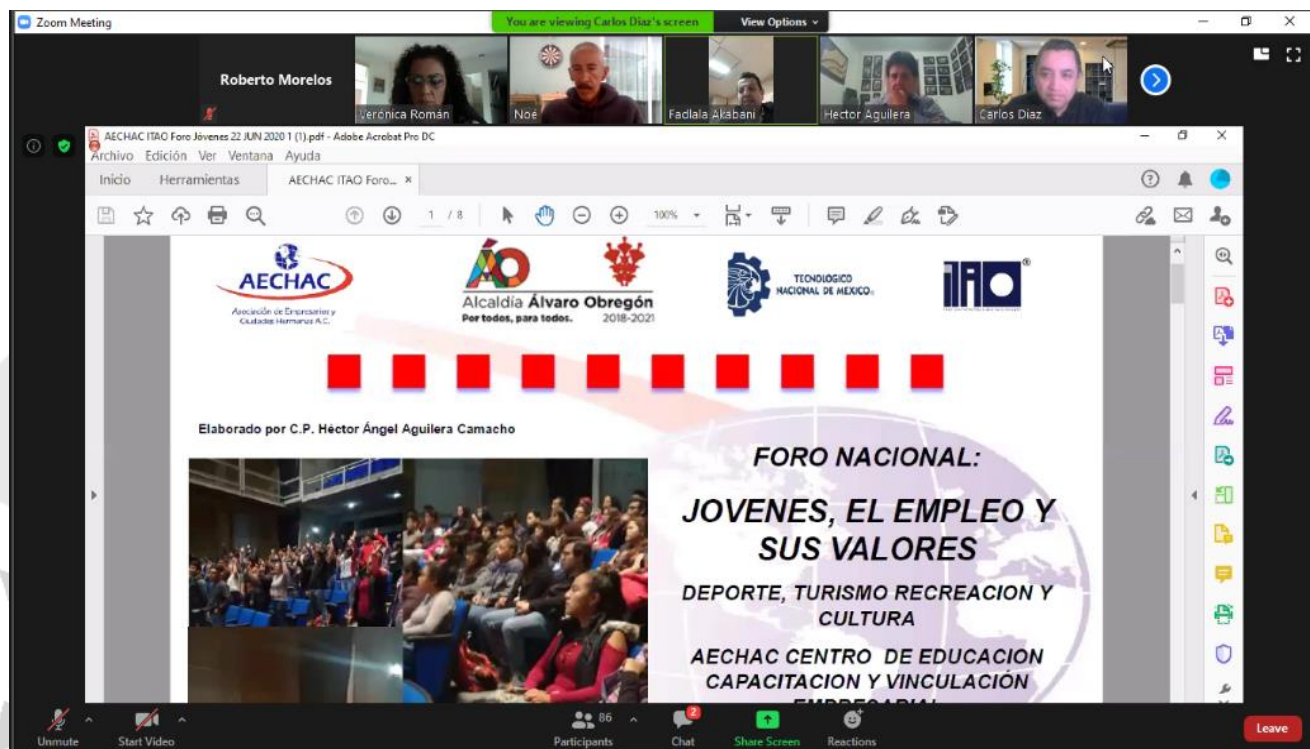 Zoom Meeting
You are viewing Carlos Diaz's screen
View Options
Roberto Morelos
Verónica Román
Noé
Fadlala Akabani
Hector Aguilera
Carlos Diaz
AECHAC ITAO Foro Jóvenes 22 JUN 2020 1 (1).pdf - Adobe Acrobat Pro DC
Archivo Edición Ver Ventana Ayuda
Inicio Herramientas AECHAC ITAO Foro... ×
1 / 8
100%
AECHAC
Asociación de Empresarios y
Ciudades Hermanas A.C.
ÁO
Alcaldía Álvaro Obregón
Por todos, para todos. 2018-2021
TECNOLOGICO
NACIONAL DE MEXICO
ITAO
Elaborado por C.P. Héctor Ángel Aguilera Camacho
FORO NACIONAL:
JOVENES, EL EMPLEO Y
SUS VALORES
DEPORTE, TURISMO RECREACION Y
CULTURA
AECHAC CENTRO DE EDUCACION
CAPACITACION Y VINCULACIÓN
EMPRESARIAL
Unmute
Start Video
86
Participants
2
Chat
Share Screen
Reactions
Leave